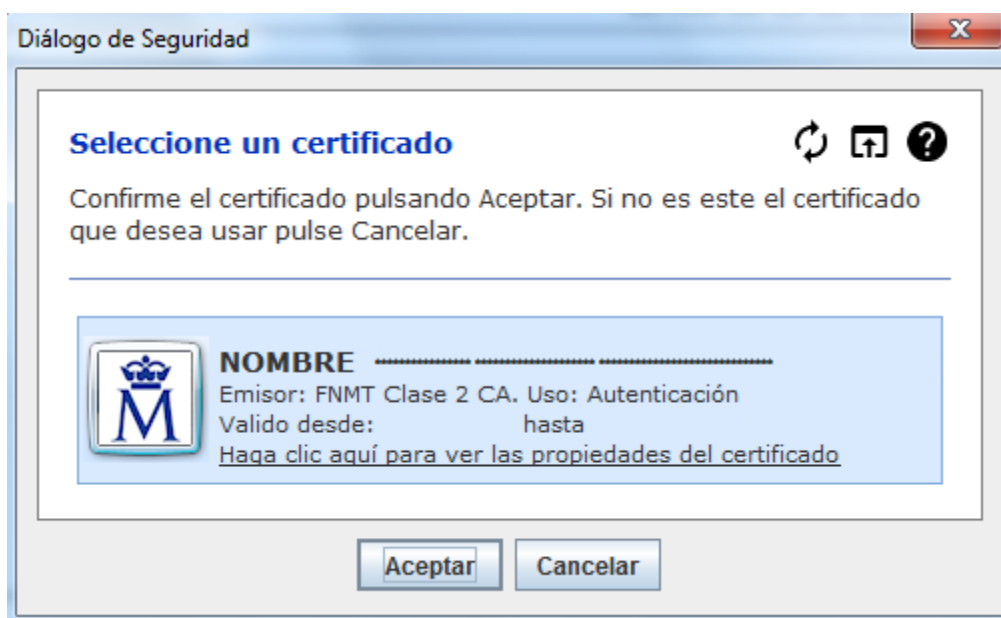 Diálogo de Seguridad
x
Seleccione un certificado
?
Confirme el certificado pulsando Aceptar. Si no es este el certificado
que desea usar pulse Cancelar.
M
NOMBRE
Emisor: FNMT Clase 2 CA. Uso: Autenticación
Valido desde: hasta
Haga clic aquí para ver las propiedades del certificado
Aceptar Cancelar